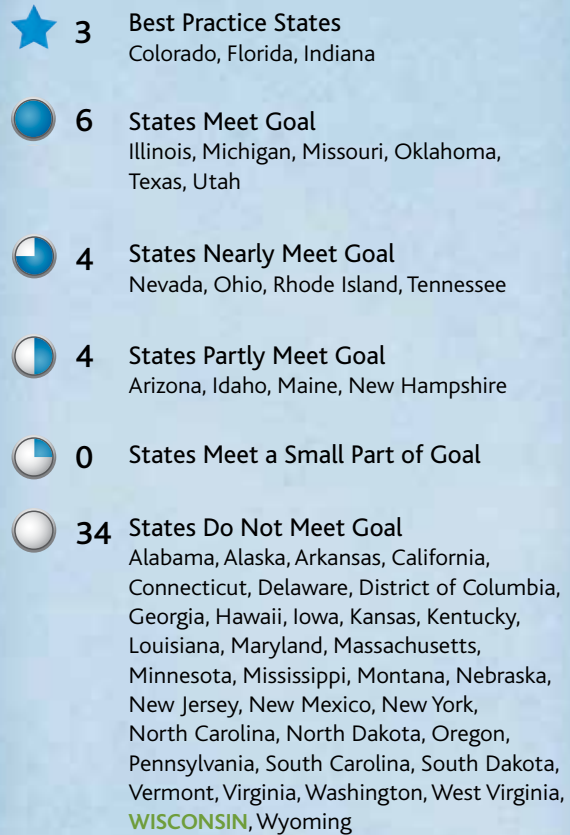 3 Best Practice States
Colorado, Florida, Indiana
6 States Meet Goal
Illinois, Michigan, Missouri, Oklahoma,
Texas, Utah
4 States Nearly Meet Goal
Nevada, Ohio, Rhode Island, Tennessee
4 States Partly Meet Goal
Arizona, Idaho, Maine, New Hampshire
0 States Meet a Small Part of Goal
34 States Do Not Meet Goal
Alabama, Alaska, Arkansas, California,
Connecticut, Delaware, District of Columbia,
Georgia, Hawaii, Iowa, Kansas, Kentucky,
Louisiana, Maryland, Massachusetts,
Minnesota, Mississippi, Montana, Nebraska,
New Jersey, New Mexico, New York,
North Carolina, North Dakota, Oregon,
Pennsylvania, South Carolina, South Dakota,
Vermont, Virginia, Washington, West Virginia,
WISCONSIN, Wyoming